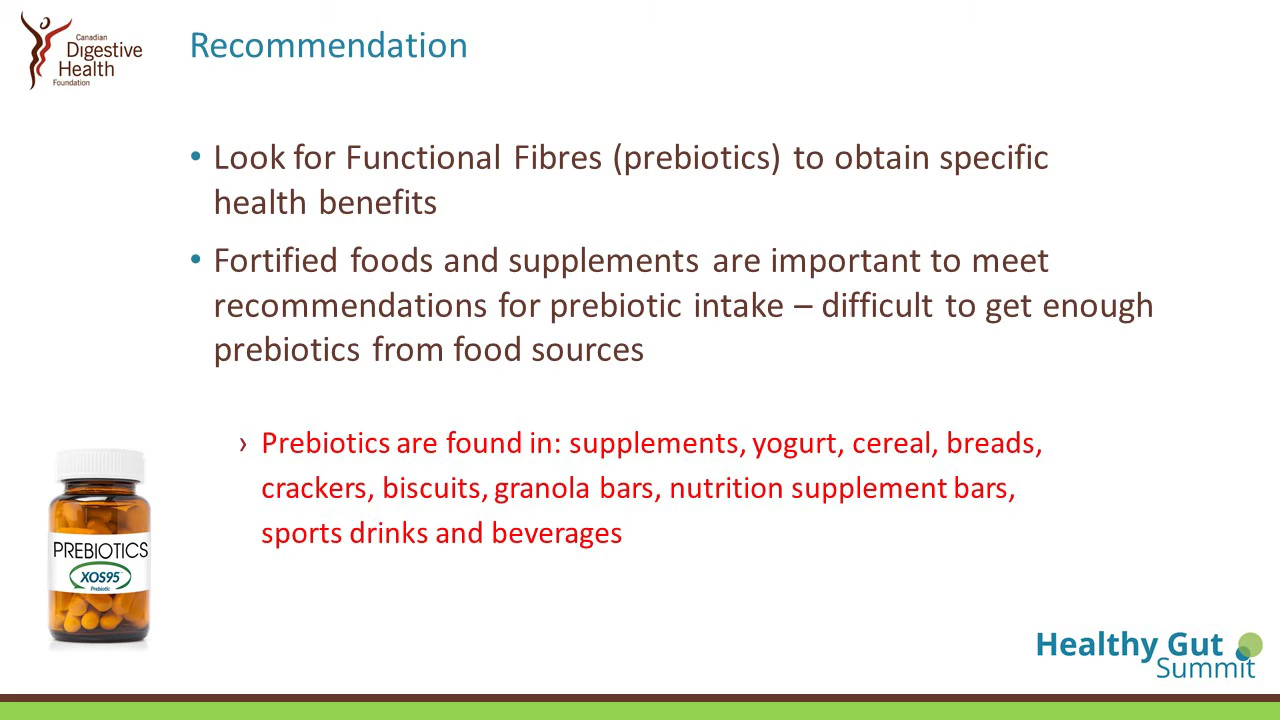 Canadian
Digestive
Health
Foundation
Recommendation
• Look for Functional Fibres (prebiotics) to obtain specific
health benefits
• Fortified foods and supplements are important to meet
recommendations for prebiotic intake – difficult to get enough
prebiotics from food sources
› Prebiotics are found in: supplements, yogurt, cereal, breads,
crackers, biscuits, granola bars, nutrition supplement bars,
sports drinks and beverages
PREBIOTICS
XOS95
Prebiotic
Healthy Gut
Summit